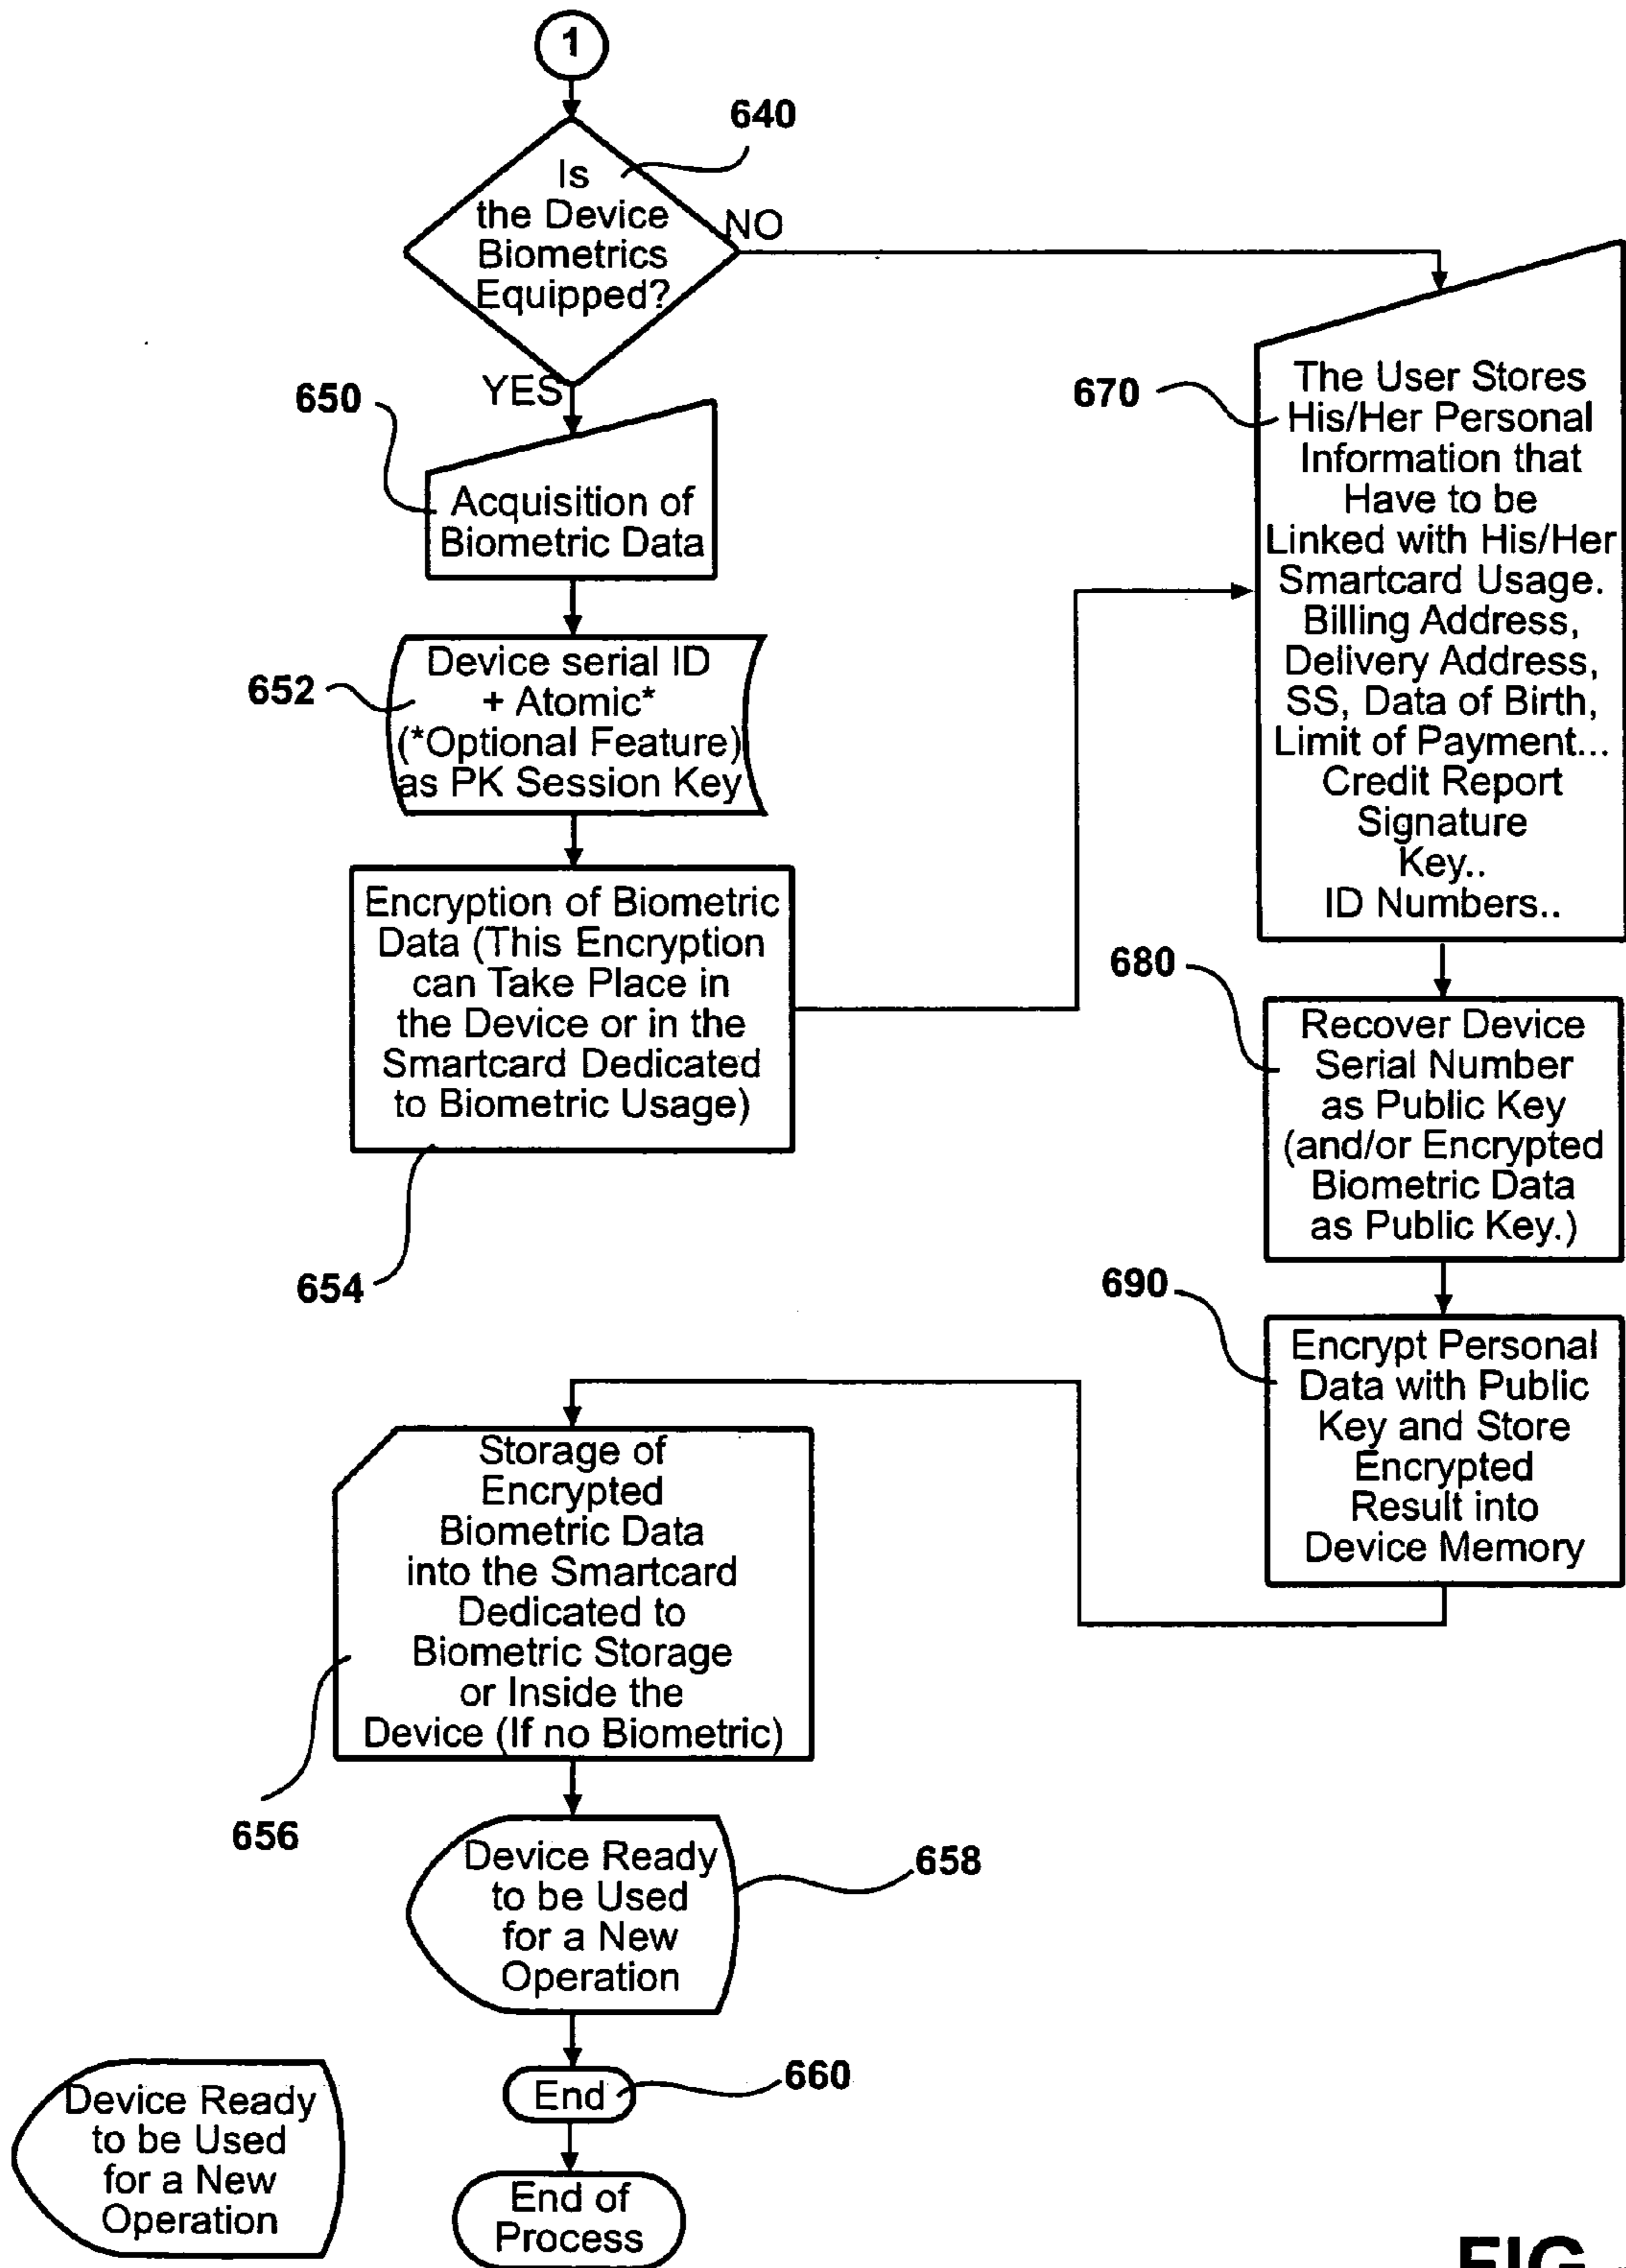 1
640
Is
the Device
Biometrics
Equipped?
NO
YES
650
Acquisition of
Biometric Data
652
Device serial ID
+ Atomic*
(*Optional Feature)
as PK Session Key
Encryption of Biometric
Data (This Encryption
can Take Place in
the Device or in the
Smartcard Dedicated
to Biometric Usage)
654
670
The User Stores
His/Her Personal
Information that
Have to be
Linked with His/Her
Smartcard Usage.
Billing Address,
Delivery Address,
SS, Data of Birth,
Limit of Payment...
Credit Report
Signature
Key..
ID Numbers..
680
Recover Device
Serial Number
as Public Key
(and/or Encrypted
Biometric Data
as Public Key.)
690
Encrypt Personal
Data with Public
Key and Store
Encrypted
Result into
Device Memory
Storage of
Encrypted
Biometric Data
into the Smartcard
Dedicated to
Biometric Storage
or Inside the
Device (If no Biometric)
656
Device Ready
to be Used
for a New
Operation
658
End
660
End of
Process
Device Ready
to be Used
for a New
Operation
FIG